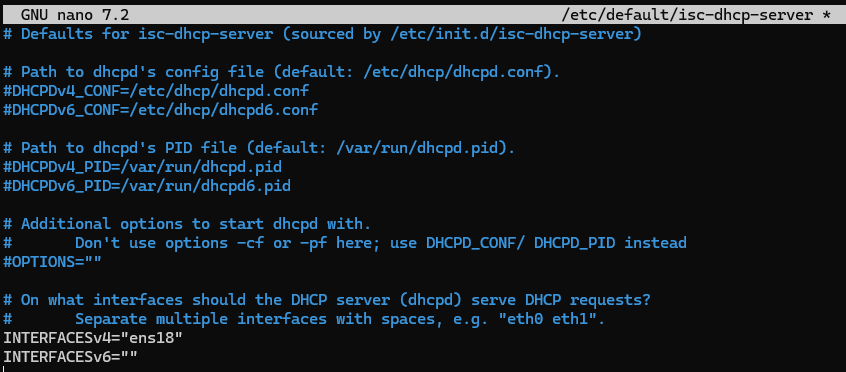 GNU nano 7.2 /etc/default/isc-dhcp-server *
# Defaults for isc-dhcp-server (sourced by /etc/init.d/isc-dhcp-server)
# Path to dhcpd's config file (default: /etc/dhcp/dhcpd.conf).
#DHCPDv4_CONF=/etc/dhcp/dhcpd.conf
#DHCPDv6_CONF=/etc/dhcp/dhcpd6.conf
# Path to dhcpd's PID file (default: /var/run/dhcpd.pid).
#DHCPDv4_PID=/var/run/dhcpd.pid
#DHCPDv6_PID=/var/run/dhcpd6.pid
# Additional options to start dhcpd with.
#       Don't use options -cf or -pf here; use DHCPD_CONF/ DHCPD_PID instead
#OPTIONS=""
# On what interfaces should the DHCP server (dhcpd) serve DHCP requests?
#       Separate multiple interfaces with spaces, e.g. "eth0 eth1".
INTERFACESv4="ens18"
INTERFACESv6=""